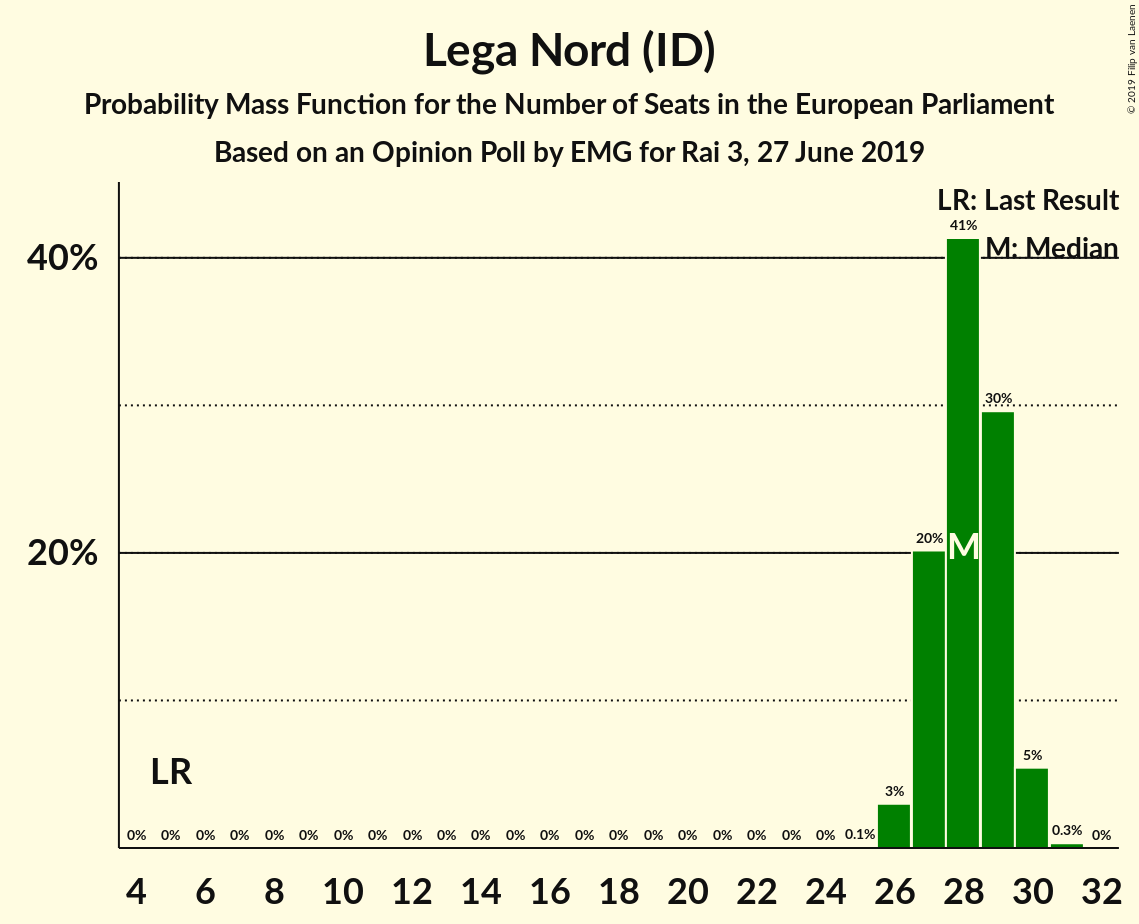 Lega Nord (ID)
Probability Mass Function for the Number of Seats in the European Parliament
Based on an Opinion Poll by EMG for Rai 3, 27 June 2019
© 2019 Filip van Laenen
LR: Last Result
M: Median
40%
20%
41%
30%
20%
M
5%
3%
LR
0% 0% 0% 0% 0% 0% 0% 0% 0% 0% 0% 0% 0% 0% 0% 0% 0% 0% 0% 0% 0% 0.1% 0.3% 0%
4 6 8 10 12 14 16 18 20 22 24 26 28 30 32